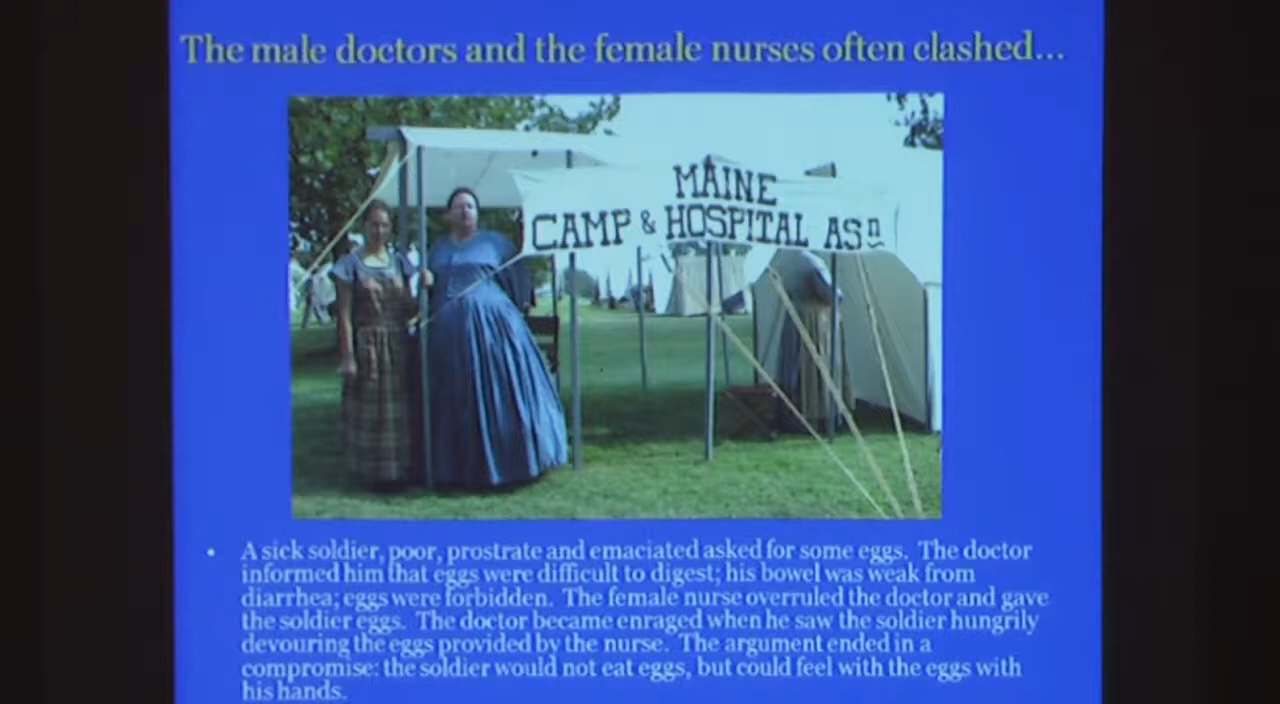 The male doctors and the female nurses often clashed...
MAINE
CAMP & HOSPITAL ASn
• A sick soldier, poor, prostrate and emaciated asked for some eggs. The doctor
informed him that eggs were difficult to digest; his bowel was weak from
diarrhea; eggs were forbidden. The female nurse overruled the doctor and gave
the soldier eggs. The doctor became enraged when he saw the soldier hungrily
devouring the eggs provided by the nurse. The argument ended in a
compromise: the soldier would not eat eggs, but could feel with the eggs with
his hands.